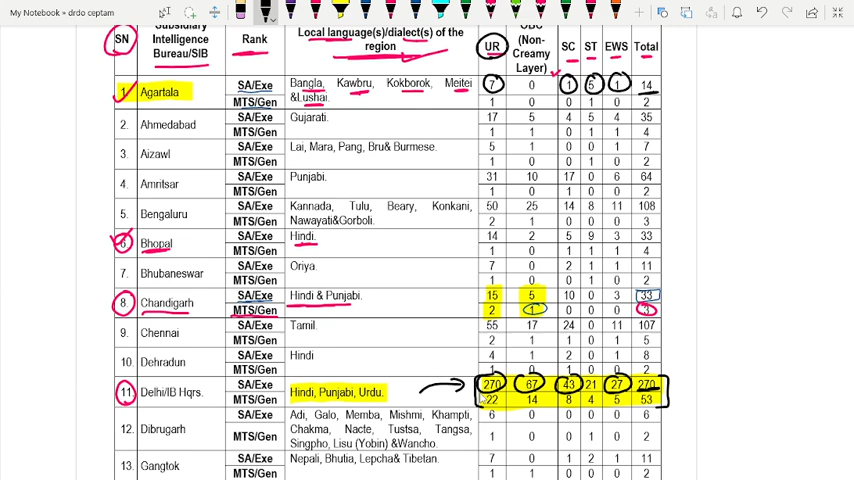 My Notebook > drdo ceptam
SN Subsidiary Intelligence Bureau/SIB Rank Local language(s)/dialect(s) of the region UR (Non-Creamy Layer) SC ST EWS Total
1. Agartala SA/Exe Bangla, Kawbru, Kokborok, Meitei 7 0 1 5 1 14
MTS/Gen &Lushai. 1 0 0 1 0 2
2. Ahmedabad SA/Exe Gujarati. 17 5 4 5 4 35
MTS/Gen 1 1 0 1 1 4
3. Aizawl SA/Exe Lai, Mara, Pang, Bru& Burmese. 5 1 0 0 1 7
MTS/Gen 1 0 0 1 0 2
4. Amritsar SA/Exe Punjabi. 31 10 17 0 6 64
MTS/Gen 1 0 1 0 0 2
5. Bengaluru SA/Exe Kannada, Tulu, Beary, Konkani, 50 25 14 8 11 108
MTS/Gen Nawayati&Gorboli. 2 1 0 0 0 3
6. Bhopal SA/Exe Hindi. 14 2 5 9 3 33
MTS/Gen 1 0 1 1 1 4
7. Bhubaneswar SA/Exe Oriya. 7 0 2 1 1 11
MTS/Gen 1 0 0 1 0 2
8. Chandigarh SA/Exe Hindi & Punjabi. 15 5 10 0 3 33
MTS/Gen 2 1 0 0 0 3
9. Chennai SA/Exe Tamil. 55 17 24 0 11 107
MTS/Gen 2 1 1 0 1 5
10. Dehradun SA/Exe Hindi 4 1 2 0 1 8
MTS/Gen 1 0 1 0 0 2
11. Delhi/IB Hqrs. SA/Exe Hindi, Punjabi, Urdu. 270 67 43 21 27 270
MTS/Gen 22 14 8 4 5 53
12. Dibrugarh SA/Exe Adi, Galo, Memba, Mishmi, Khampti, 6 0 0 0 0 6
MTS/Gen Chakma, Nacte, Tustsa, Tangsa, 1 0 0 1 0 2
Singpho, Lisu (Yobin) &Wancho.
13. Gangtok SA/Exe Nepali, Bhutia, Lepcha& Tibetan. 7 0 1 2 1 11
MTS/Gen 1 1 0 0 0 2